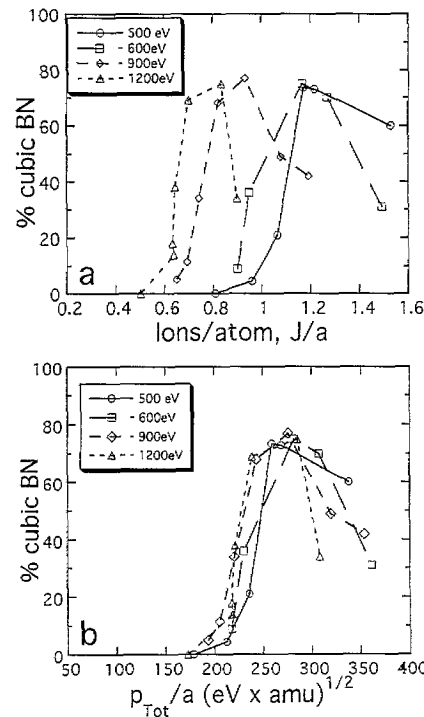 100
80
60
40
20
0
% cubic BN
500 eV
600eV
900eV
1200eV
a
0.2 0.4 0.6 0.8 1 1.2 1.4 1.6
Ions/atom, J/a
100
80
60
40
20
0
% cubic BN
500 eV
600eV
900eV
1200eV
b
50 100 150 200 250 300 350 400
pTot/a (eV x amu)1/2